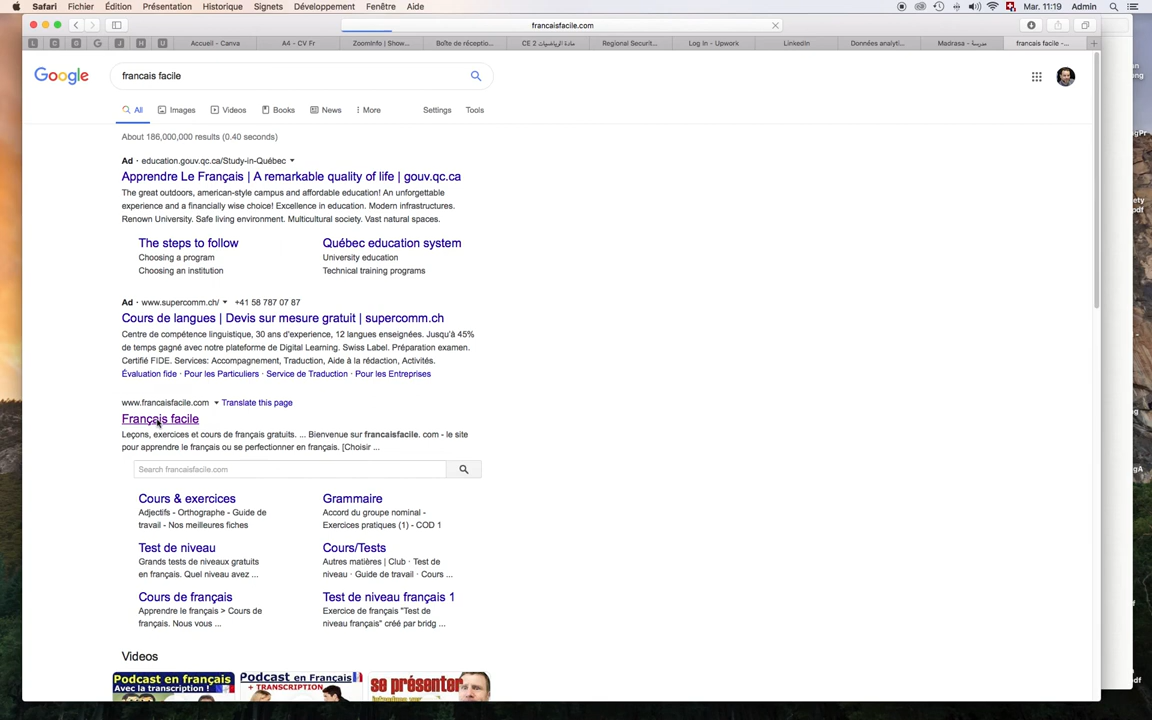 Safari Fichier Édition Présentation Historique Signets Développement Fenêtre Aide Mar. 11:19 Admin
francaisfacile.com
L C G G J H U Accueil - Canva A4 - CV Fr ZoomInfo | Show... Boîte de réceptio... CE 2 مادة الرياضيات Regional Securit... Log In - Upwork LinkedIn Données analyti... Madrasa - مدرسة francais facile -...
Google francais facile
All Images Videos Books News More Settings Tools
About 186,000,000 results (0.40 seconds)
Ad · education.gouv.qc.ca/Study-in-Québec
Apprendre Le Français | A remarkable quality of life | gouv.qc.ca
The great outdoors, american-style campus and affordable education! An unforgettable
experience and a financially wise choice! Excellence in education. Modern infrastructures.
Renown University. Safe living environment. Multicultural society. Vast natural spaces.
The steps to follow Québec education system
Choosing a program University education
Choosing an institution Technical training programs
Ad · www.supercomm.ch/ +41 58 787 07 87
Cours de langues | Devis sur mesure gratuit | supercomm.ch
Centre de compétence linguistique, 30 ans d'experience, 12 langues enseignées. Jusqu'à 45%
de temps gagné avec notre plateforme de Digital Learning. Swiss Label. Préparation examen.
Certifié FIDE. Services: Accompagnement, Traduction, Aide à la rédaction, Activités.
Évaluation fide · Pour les Particuliers · Service de Traduction · Pour les Entreprises
www.francaisfacile.com Translate this page
Français facile
Leçons, exercices et cours de français gratuits. ... Bienvenue sur francaisfacile. com - le site
pour apprendre le français ou se perfectionner en français. [Choisir ...
Search francaisfacile.com
Cours & exercices Grammaire
Adjectifs - Orthographe - Guide de Accord du groupe nominal -
travail - Nos meilleures fiches Exercices pratiques (1) - COD 1
Test de niveau Cours/Tests
Grands tests de niveaux gratuits Autres matières | Club · Test de
en français. Quel niveau avez ... niveau · Guide de travail · Cours ...
Cours de français Test de niveau français 1
Apprendre le français > Cours de Exercice de français "Test de
français. Nous vous ... niveau français" créé par bridg ...
Videos
Podcast en français Podcast en Français se présenter
Avec la transcription ! + TRANSCRIPTION